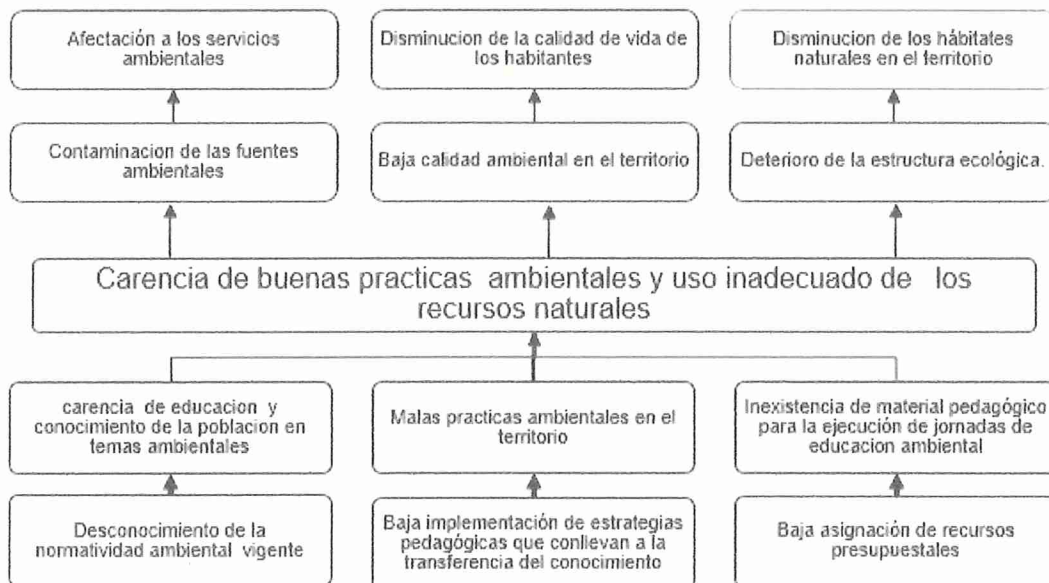 Afectación a los servicios
ambientales
Disminucion de la calidad de vida de
los habitantes
Disminucion de los hábitates
naturales en el territorio
Contaminacion de las fuentes
ambientales
Baja calidad ambiental en el territorio
Deterioro de la estructura ecológica.
Carencia de buenas practicas ambientales y uso inadecuado de los
recursos naturales
carencia de educacion y
conocimiento de la poblacion en
temas ambientales
Malas practicas ambientales en el
territorio
Inexistencia de material pedagógico
para la ejecución de jornadas de
educacion ambiental
Desconocimiento de la
normatividad ambiental vigente
Baja implementación de estrategias
pedagógicas que conllevan a la
transferencia del conocimiento
Baja asignación de recursos
presupuestales